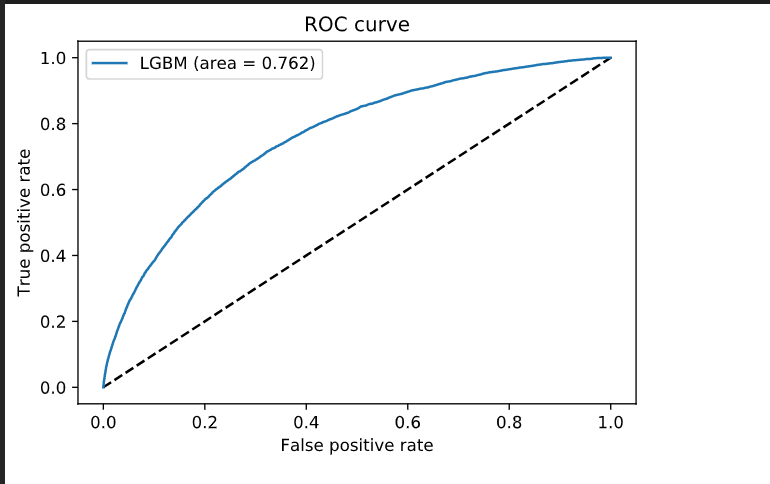 ROC curve
LGBM (area = 0.762)
1.0
0.8
0.6
0.4
0.2
0.0
True positive rate
0.0 0.2 0.4 0.6 0.8 1.0
False positive rate